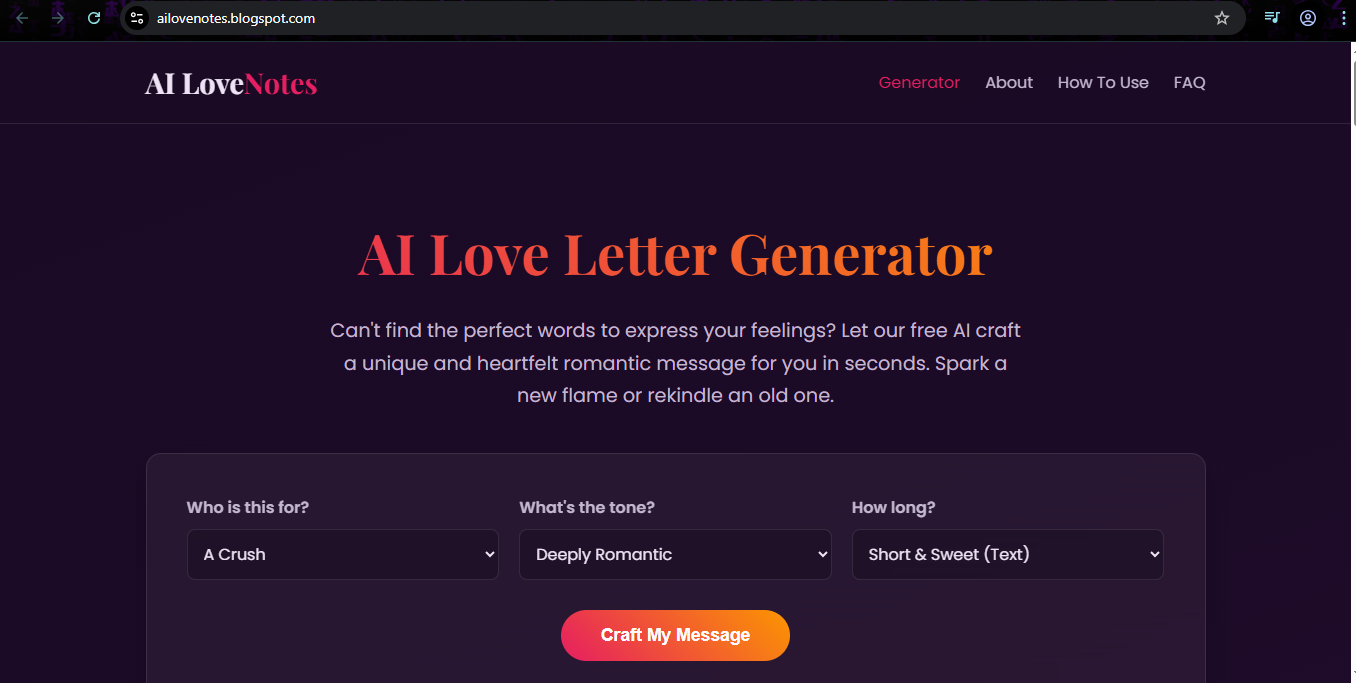 ailovenotes.blogspot.com
AI LoveNotes
Generator About How To Use FAQ
AI Love Letter Generator
Can't find the perfect words to express your feelings? Let our free AI craft
a unique and heartfelt romantic message for you in seconds. Spark a
new flame or rekindle an old one.
Who is this for? What's the tone? How long?
A Crush Deeply Romantic Short & Sweet (Text)
Craft My Message